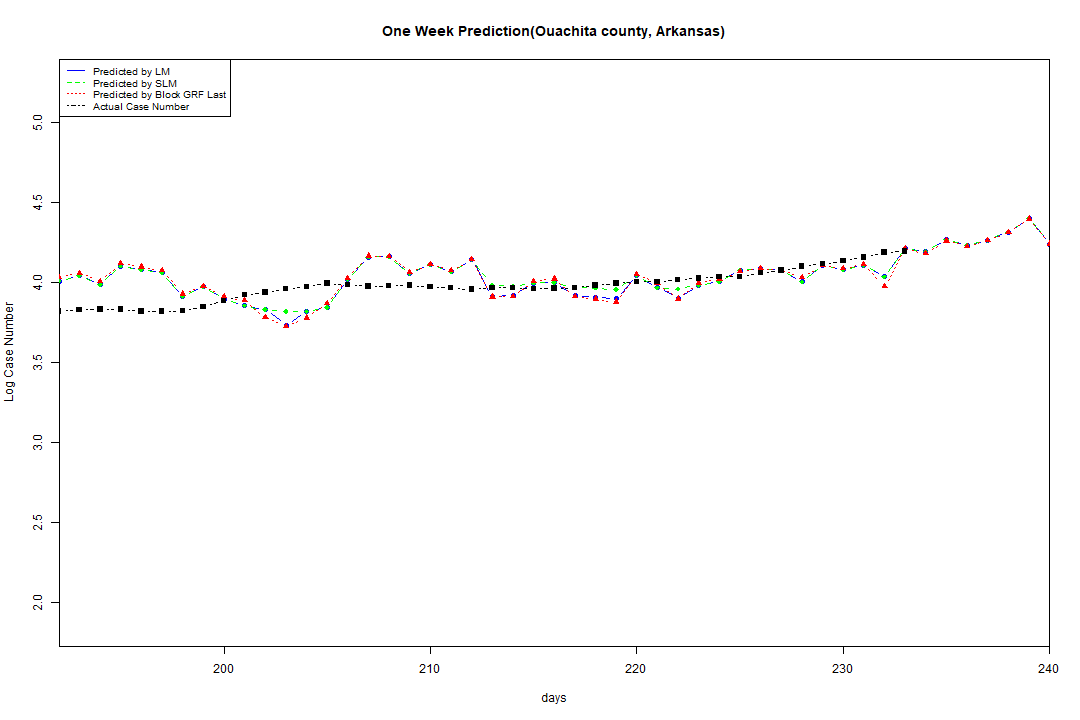 One Week Prediction(Ouachita county, Arkansas)
Predicted by LM
Predicted by SLM
Predicted by Block GRF Last
Actual Case Number
5.0
4.5
4.0
3.5
3.0
2.5
2.0
Log Case Number
200 210 220 230 240
days